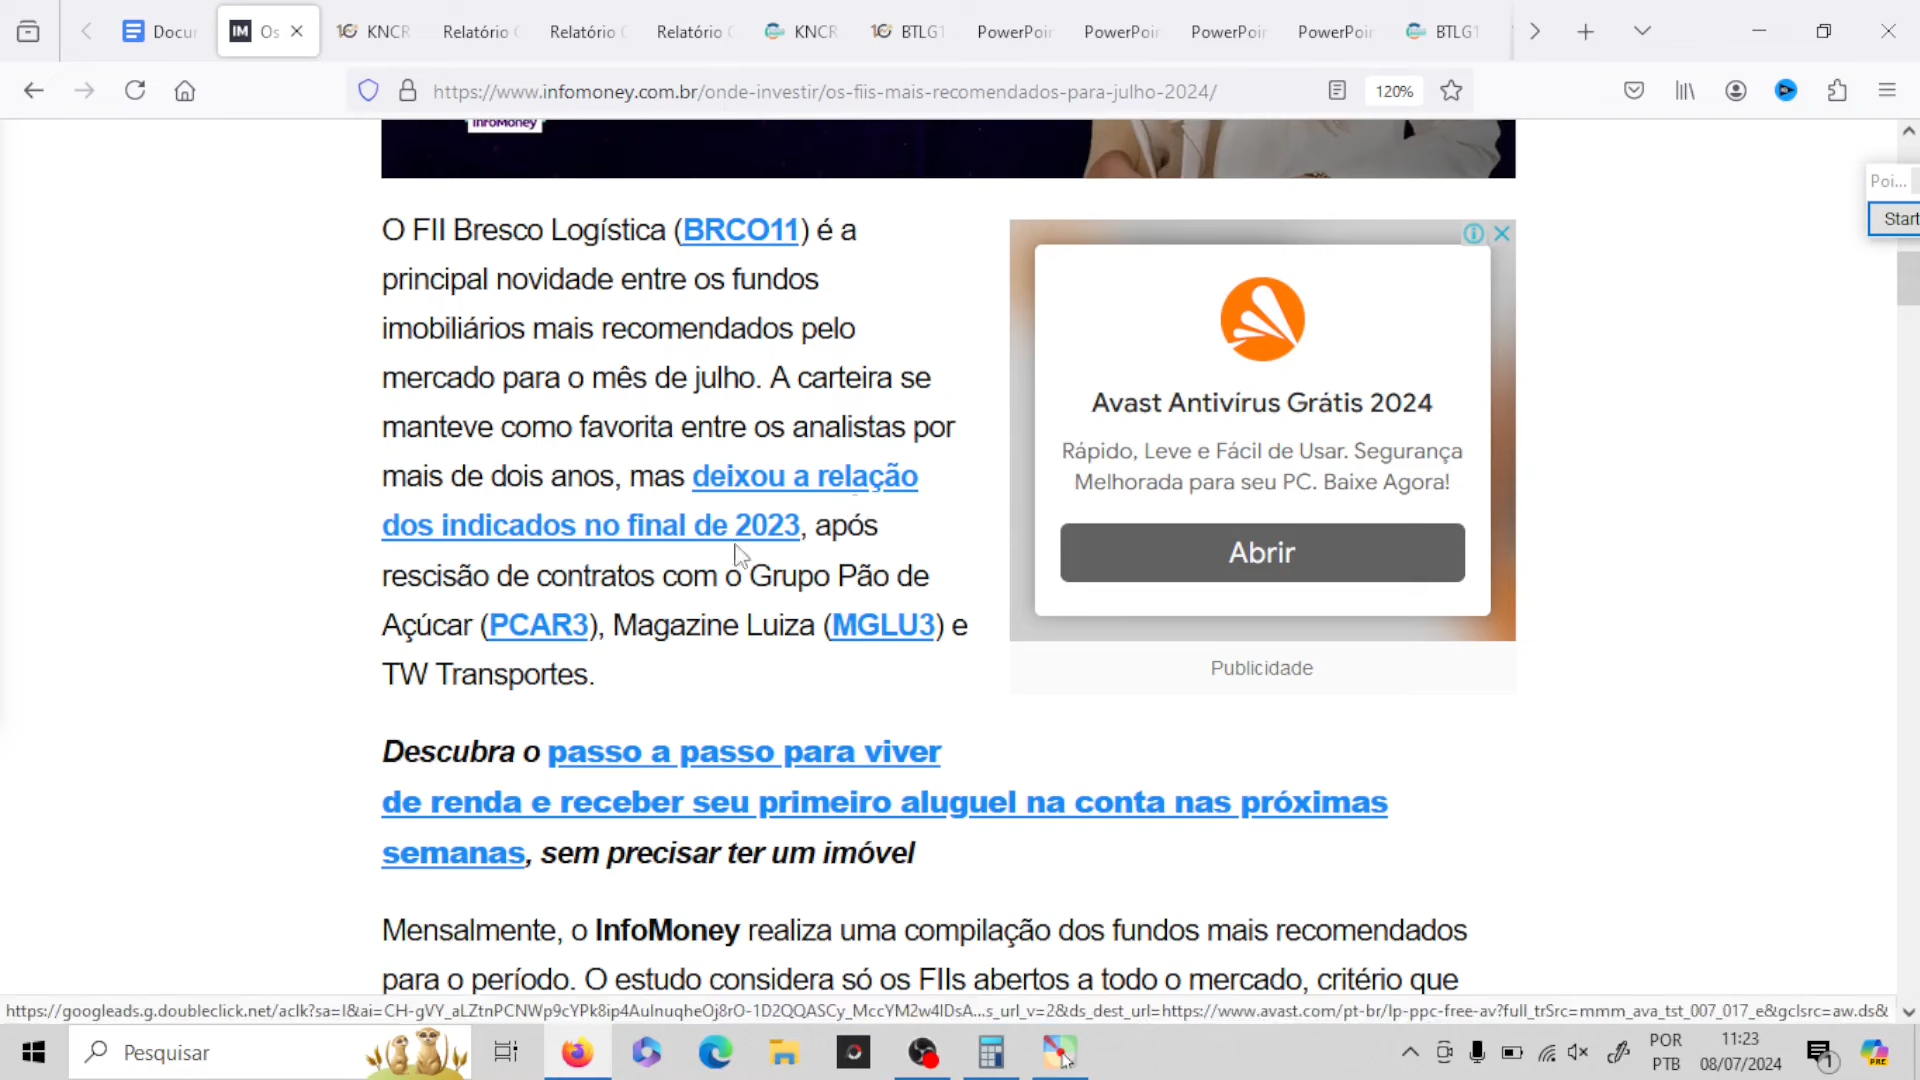 Docu
Os
KNCR
Relatório
Relatório
Relatório
KNCR
BTLG1
PowerPoi
PowerPoi
PowerPoi
PowerPoi
BTLG1
https://www.infomoney.com.br/onde-investir/os-fiis-mais-recomendados-para-julho-2024/
120%
InfoMoney
Poi...
Start
O FII Bresco Logística (BRCO11) é a
principal novidade entre os fundos
imobiliários mais recomendados pelo
mercado para o mês de julho. A carteira se
manteve como favorita entre os analistas por
mais de dois anos, mas deixou a relação
dos indicados no final de 2023, após
rescisão de contratos com o Grupo Pão de
Açúcar (PCAR3), Magazine Luiza (MGLU3) e
TW Transportes.
Avast Antivírus Grátis 2024
Rápido, Leve e Fácil de Usar. Segurança
Melhorada para seu PC. Baixe Agora!
Abrir
Publicidade
Descubra o passo a passo para viver
de renda e receber seu primeiro aluguel na conta nas próximas
semanas, sem precisar ter um imóvel
Mensalmente, o InfoMoney realiza uma compilação dos fundos mais recomendados
para o período. O estudo considera só os FIIs abertos a todo o mercado, critério que
Pesquisar
POR
PTB
11:23
08/07/2024
1
PRE